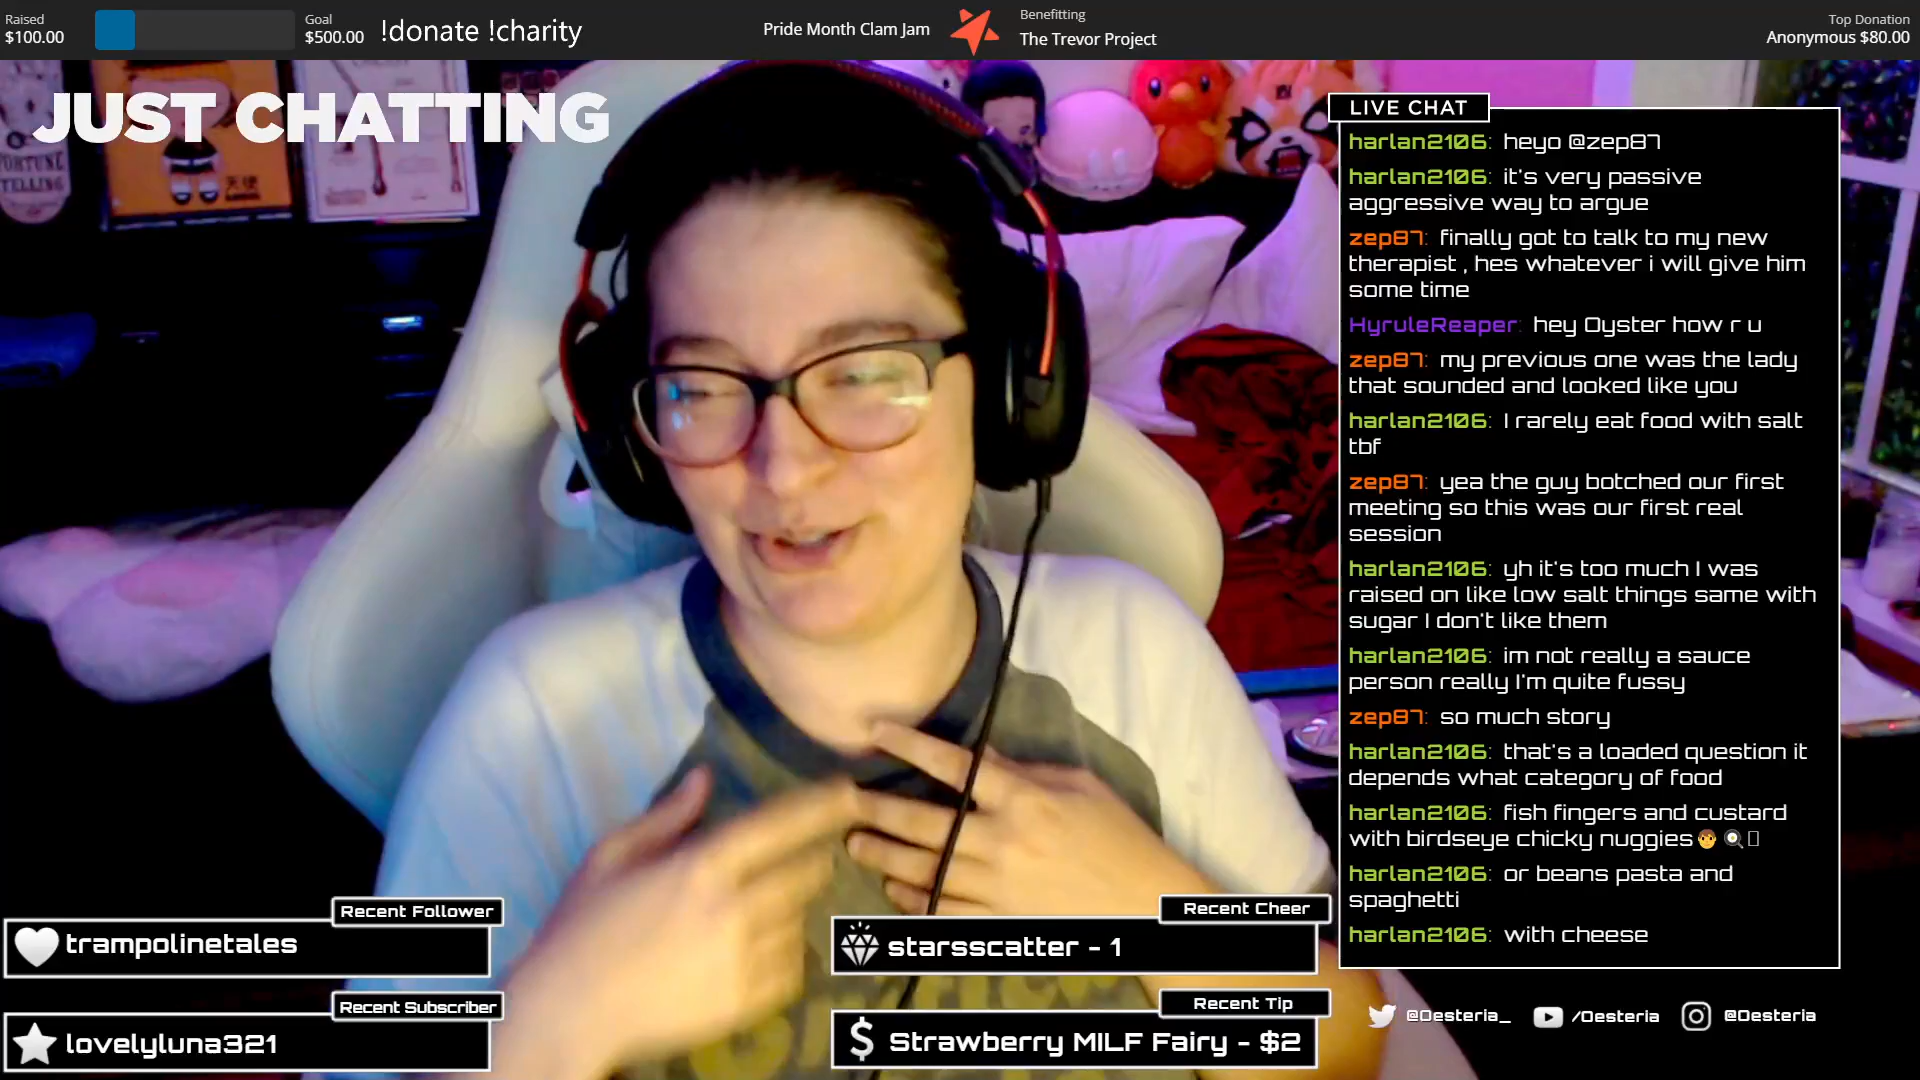 Raised
$100.00
Goal
$500.00
!donate !charity
Pride Month Clam Jam
Benefitting
The Trevor Project
Top Donation
Anonymous $80.00
JUST CHATTING
FORTUNE
TELLING
天使
LIVE CHAT
harlan2106: heyo @zep87
harlan2106: it's very passive
aggressive way to argue
zep87: finally got to talk to my new
therapist , hes whatever i will give him
some time
HyruleReaper: hey Oyster how r u
zep87: my previous one was the lady
that sounded and looked like you
harlan2106: I rarely eat food with salt
tbf
zep87: yea the guy botched our first
meeting so this was our first real
session
harlan2106: yh it's too much I was
raised on like low salt things same with
sugar I don't like them
harlan2106: im not really a sauce
person really I'm quite fussy
zep87: so much story
harlan2106: that's a loaded question it
depends what category of food
harlan2106: fish fingers and custard
with birdseye chicky nuggies
harlan2106: or beans pasta and
spaghetti
harlan2106: with cheese
Recent Follower
trampolinetales
Recent Subscriber
lovelyluna321
Recent Cheer
starsscatter - 1
Recent Tip
Strawberry MILF Fairy - $2
@Oesteria_
/Oesteria
@Oesteria